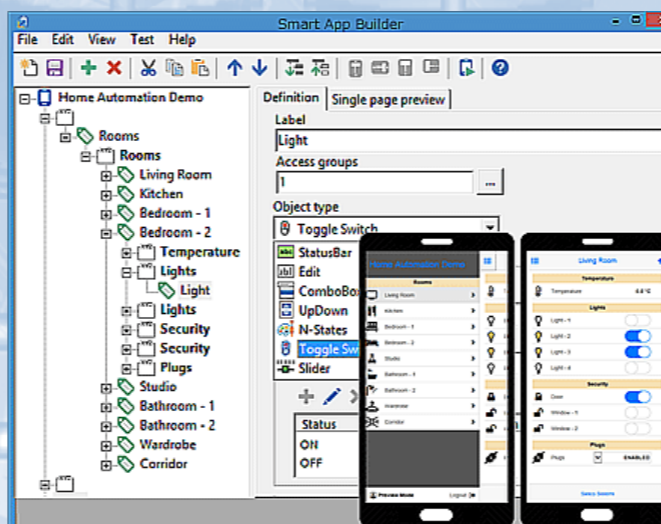 Smart App Builder
File Edit View Test Help
Home Automation Demo
Rooms
Rooms
Living Room
Kitchen
Bedroom - 1
Bedroom - 2
Temperature
Lights
Light
Lights
Security
Security
Plugs
Studio
Bathroom - 1
Bathroom - 2
Wardrobe
Corridor
Definition
Single page preview
Label
Light
Access groups
1
...
Object type
Toggle Switch
StatusBar
Edit
ComboBo
UpDown
N-States
Toggle Sw
Slider
Status
ON
OFF
Home Automation Demo
Rooms
Living Room
Kitchen
Bedroom - 1
Bedroom - 2
Studio
Bathroom - 1
Bathroom - 2
Wardrobe
Corridor
Preview Mode
Logout
Living Room
Temperature
Temperature
Lights
Light - 1
Light - 2
Light - 3
Light - 4
Security
Door
Window - 1
Window - 2
Plugs
Plugs
ENABLED